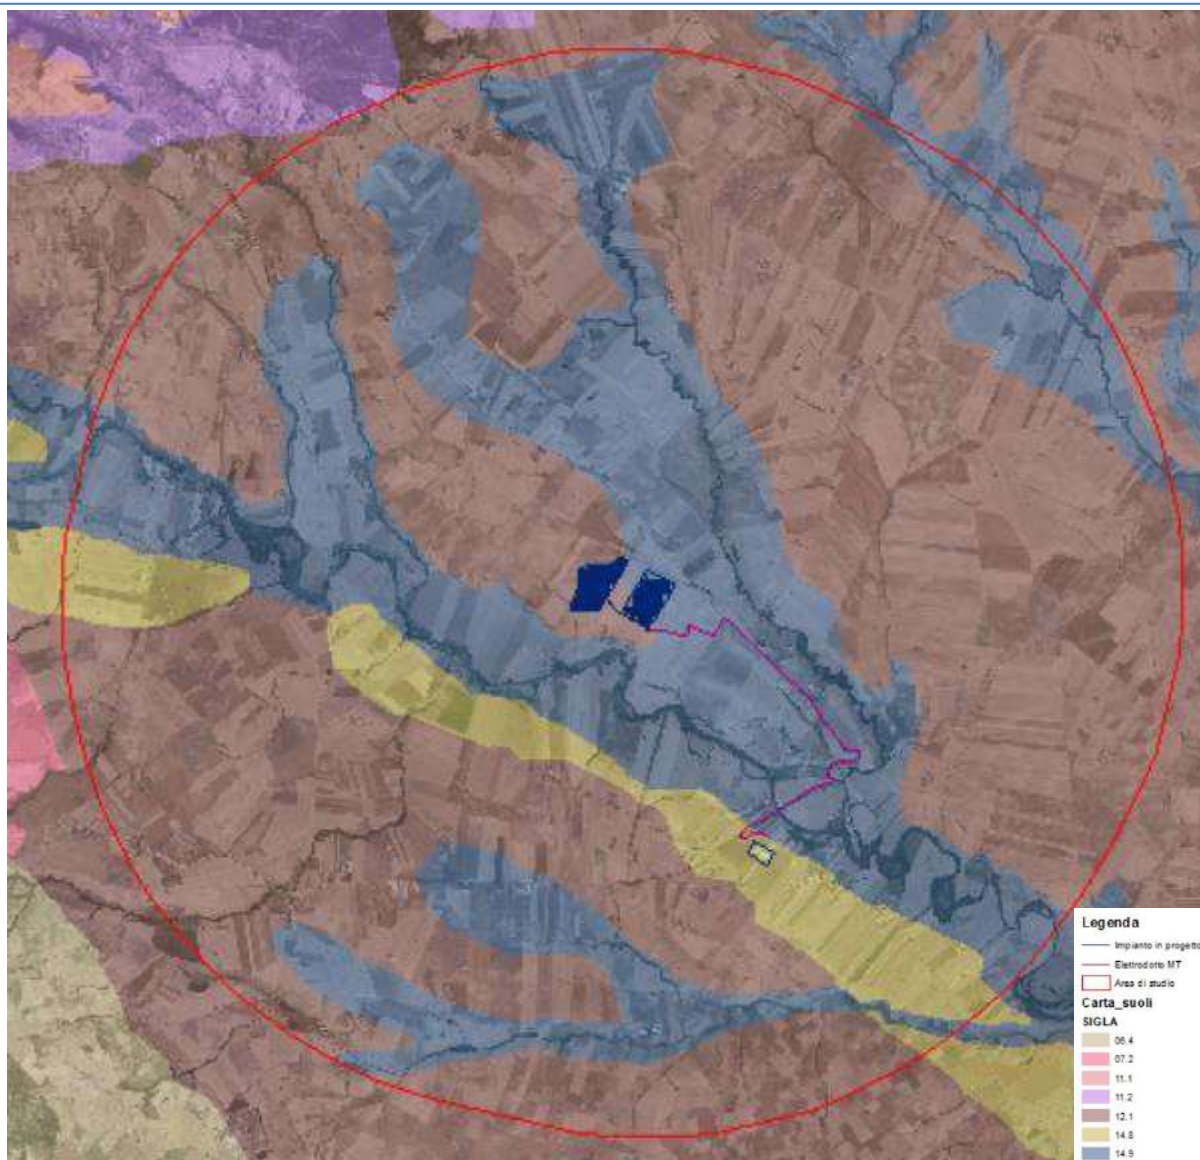 Legenda
Impianto in progetto
Elettrodotto MT
Area di studio
Carta_suoli
SIGLA
06.4
07.2
11.1
11.2
12.1
14.8
14.9